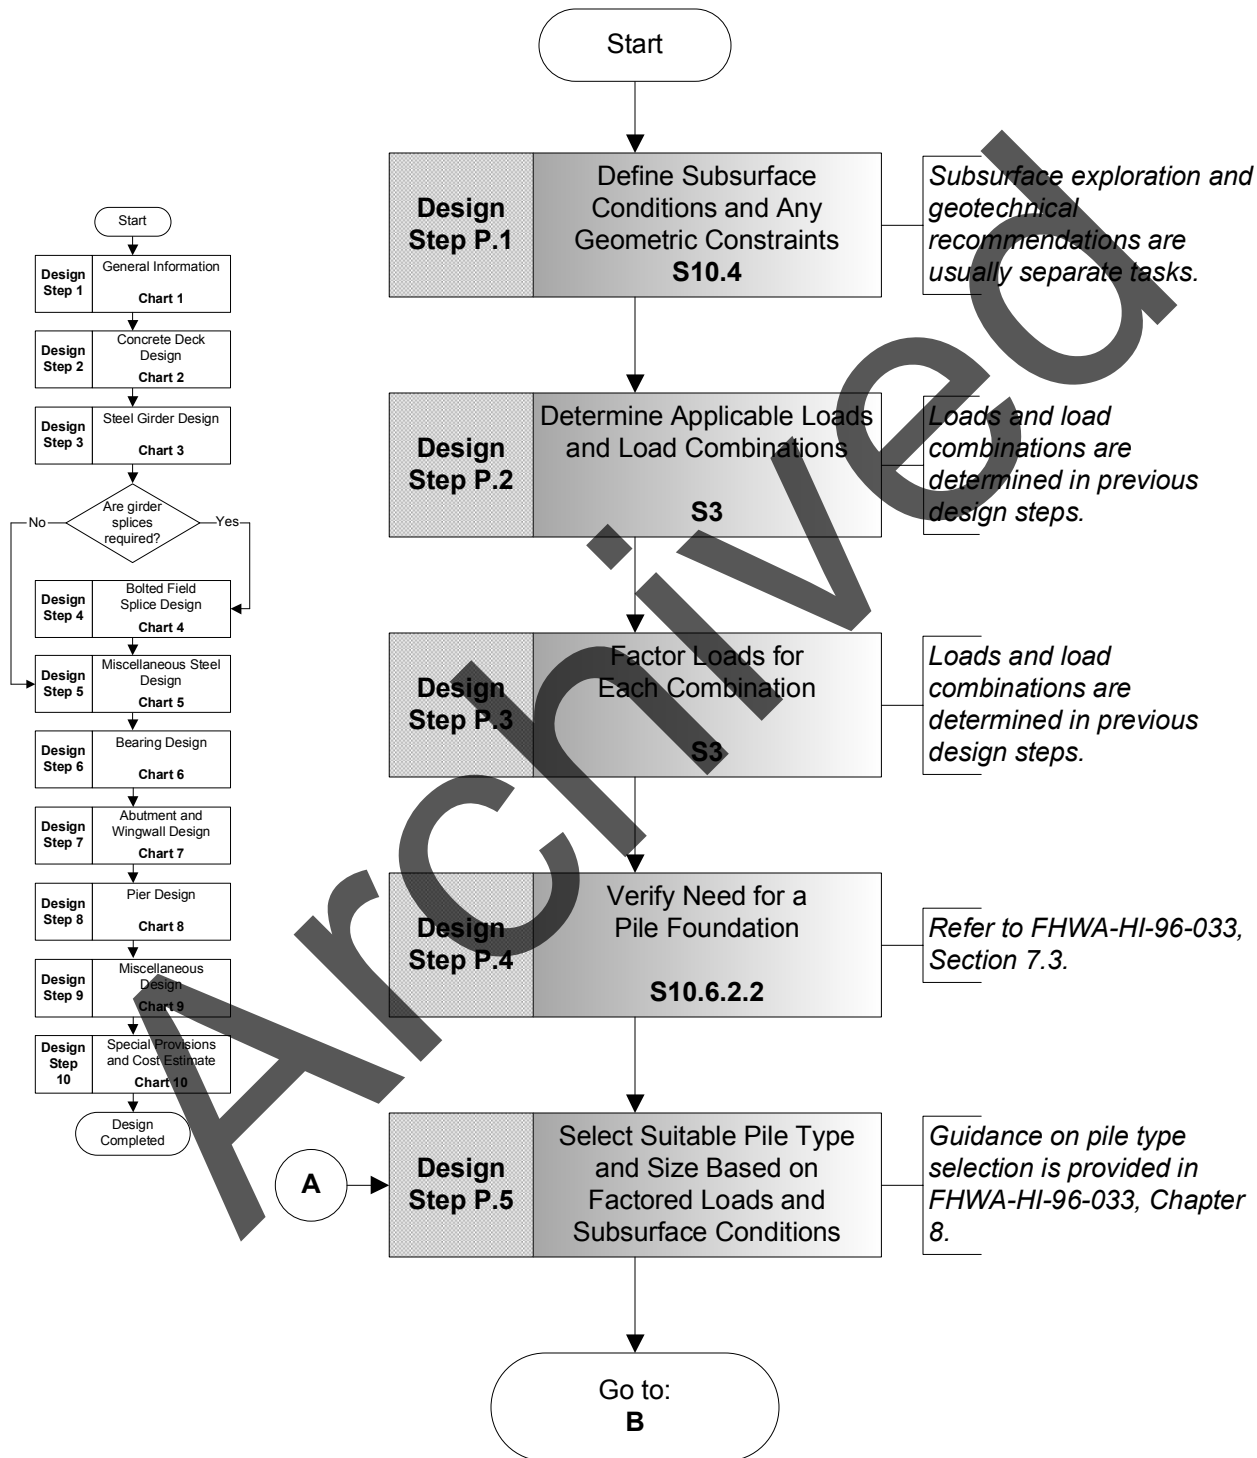 Start
Design
Step 1
General Information
Chart 1
Design
Step 2
Concrete Deck
Design
Chart 2
Design
Step 3
Steel Girder Design
Chart 3
Are girder
splices
required?
No
Yes
Design
Step 4
Bolted Field
Splice Design
Chart 4
Design
Step 5
Miscellaneous Steel
Design
Chart 5
Design
Step 6
Bearing Design
Chart 6
Design
Step 7
Abutment and
Wingwall Design
Chart 7
Design
Step 8
Pier Design
Chart 8
Design
Step 9
Miscellaneous
Design
Chart 9
Design
Step
10
Special Provisions
and Cost Estimate
Chart 10
Design
Completed
Start
Design
Step P.1
Define Subsurface
Conditions and Any
Geometric Constraints
S10.4
Subsurface exploration and
geotechnical
recommendations are
usually separate tasks.
Design
Step P.2
Determine Applicable Loads
and Load Combinations
S3
Loads and load
combinations are
determined in previous
design steps.
Design
Step P.3
Factor Loads for
Each Combination
S3
Loads and load
combinations are
determined in previous
design steps.
Design
Step P.4
Verify Need for a
Pile Foundation
S10.6.2.2
Refer to FHWA-HI-96-033,
Section 7.3.
A
Design
Step P.5
Select Suitable Pile Type
and Size Based on
Factored Loads and
Subsurface Conditions
Guidance on pile type
selection is provided in
FHWA-HI-96-033, Chapter
8.
Go to:
B
Archived